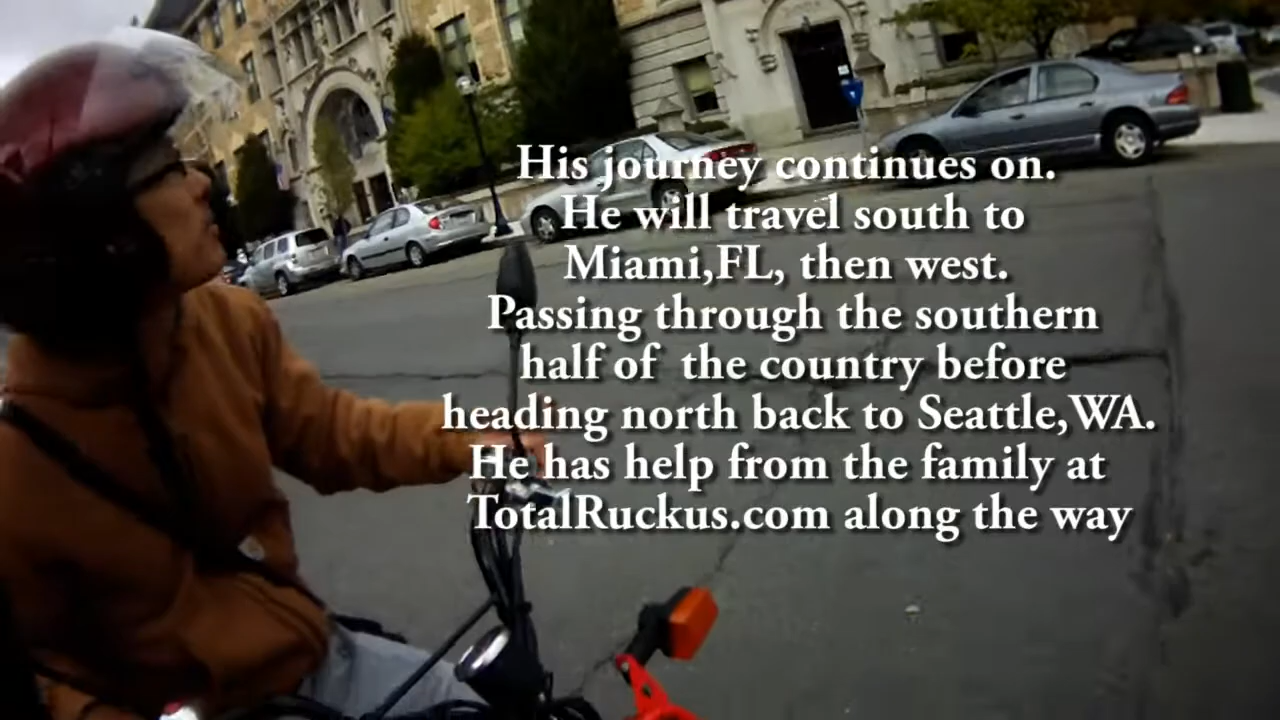 His journey continues on.
He will travel south to
Miami,FL, then west.
Passing through the southern
half of  the country before
heading north back to Seattle,WA.
He has help from the family at
TotalRuckus.com along the way